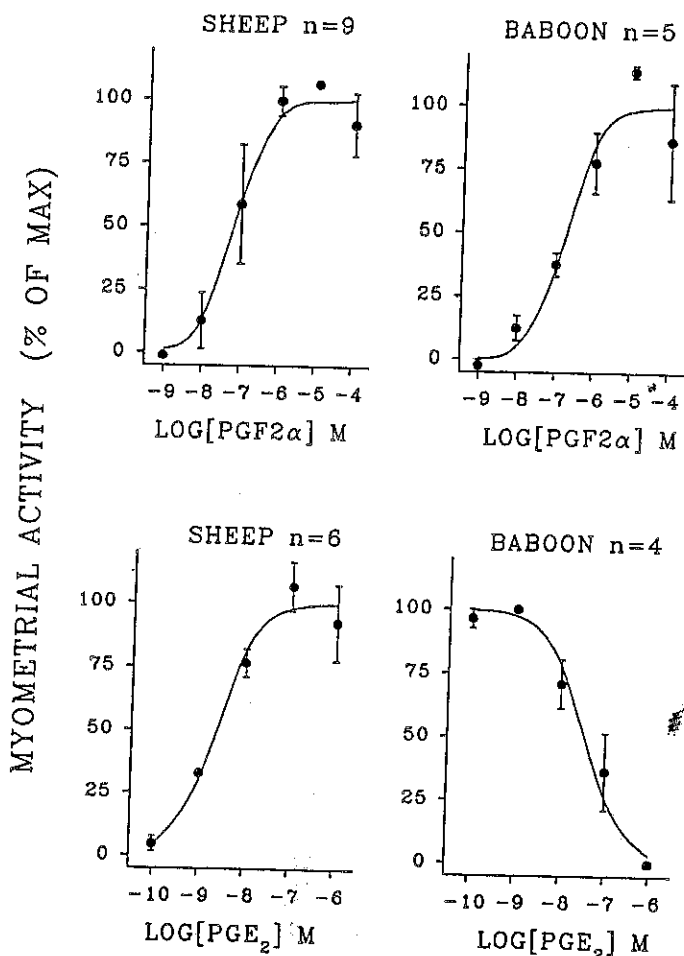 MYOMETRIAL ACTIVITY (% OF MAX)
SHEEP n=9
100
75
50
25
0
-9 -8 -7 -6 -5 -4
LOG[PGF2α] M
BABOON n=5
100
75
50
25
0
-9 -8 -7 -6 -5 -4
LOG[PGF2α] M
SHEEP n=6
100
75
50
25
0
-10 -9 -8 -7 -6
LOG[PGE₂] M
BABOON n=4
100
75
50
25
0
-10 -9 -8 -7 -6
LOG[PGE₂] M